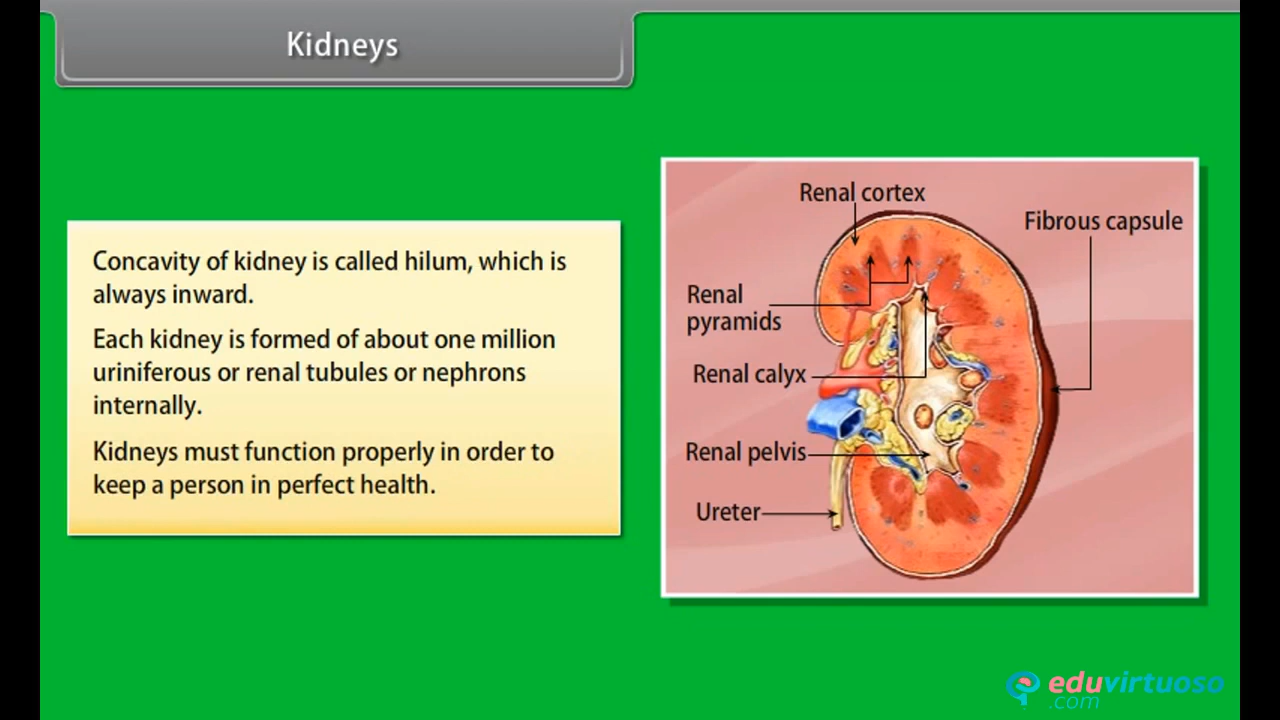 Kidneys
Concavity of kidney is called hilum, which is
always inward.
Each kidney is formed of about one million
uriniferous or renal tubules or nephrons
internally.
Kidneys must function properly in order to
keep a person in perfect health.
Renal cortex
Fibrous capsule
Renal
pyramids
Renal calyx
Renal pelvis
Ureter
eduvirtuoso
.com